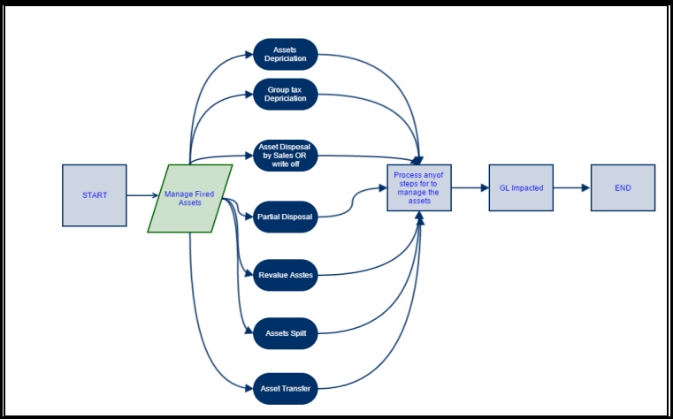 START
Manage Fixed
Assets
Assets
Depriciation
Group tax
Depriciation
Asset Disposal
by Sales OR
write off
Partial Disposal
Revalue Asstes
Assets Spilt
Asset Transfer
Process anyof
steps for to
manage the
assets
GL Impacted
END